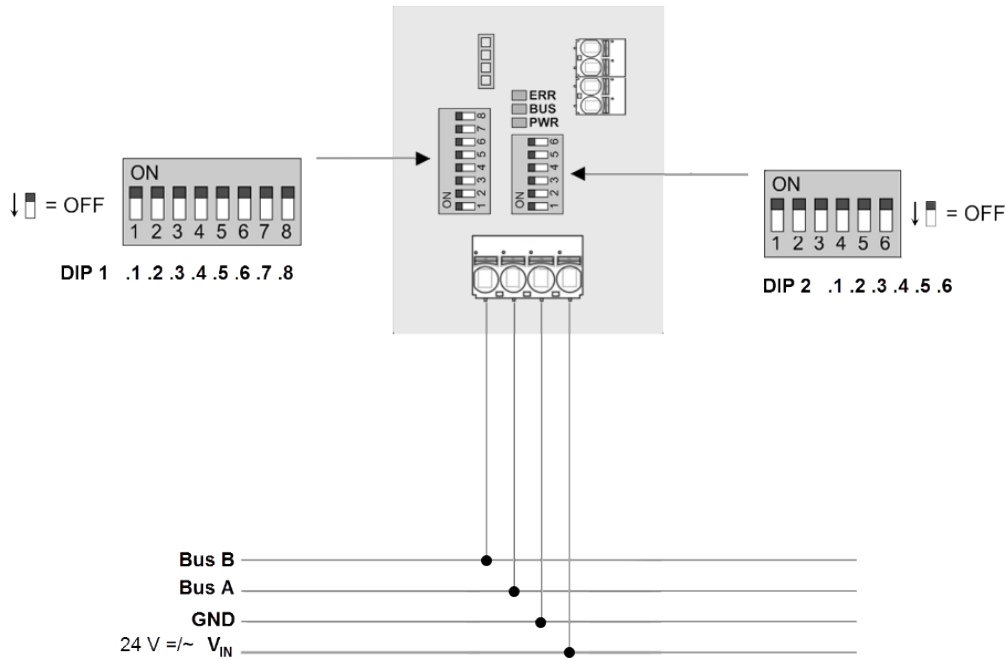 ERR
BUS
PWR
8
7
6
5
4
3
2
1
ON
6
5
4
3
2
1
ON
ON
1 2 3 4 5 6 7 8
↓ = OFF
DIP 1 .1 .2 .3 .4 .5 .6 .7 .8
ON
1 2 3 4 5 6
↓ = OFF
DIP 2 .1 .2 .3 .4 .5 .6
Bus B
Bus A
GND
24 V =/~ VIN